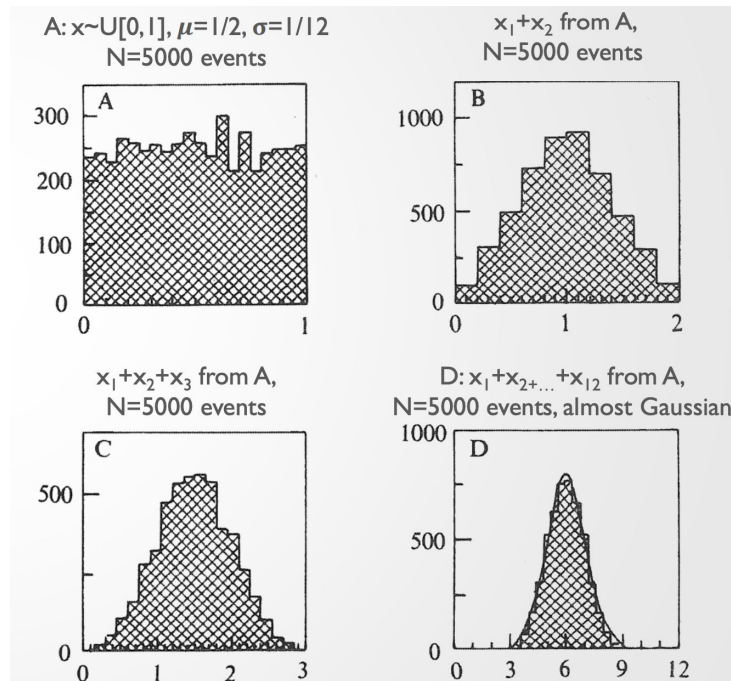 A: x~U[0,1], μ=1/2, σ=1/12
N=5000 events
A
300
200
100
0
0 1
x₁+x₂ from A,
N=5000 events
B
1000
500
0
0 1 2
x₁+x₂+x₃ from A,
N=5000 events
C
500
0
0 1 2 3
D: x₁+x₂₊...+x₁₂ from A,
N=5000 events, almost Gaussian
1000
D
500
0
0 3 6 9 12